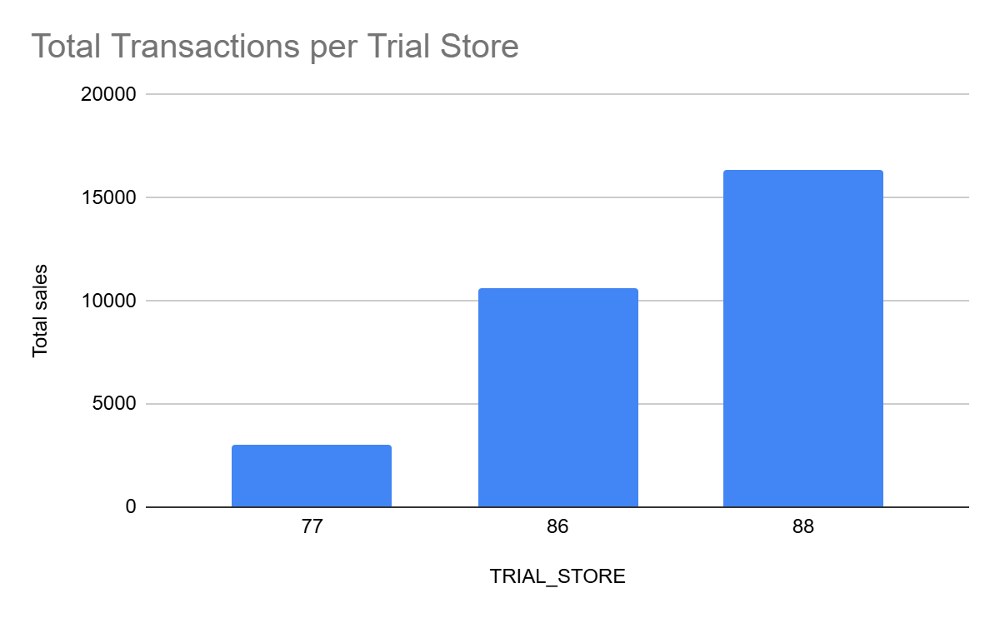 Total Transactions per Trial Store
20000
15000
10000
5000
0
Total sales
77
86
88
TRIAL_STORE